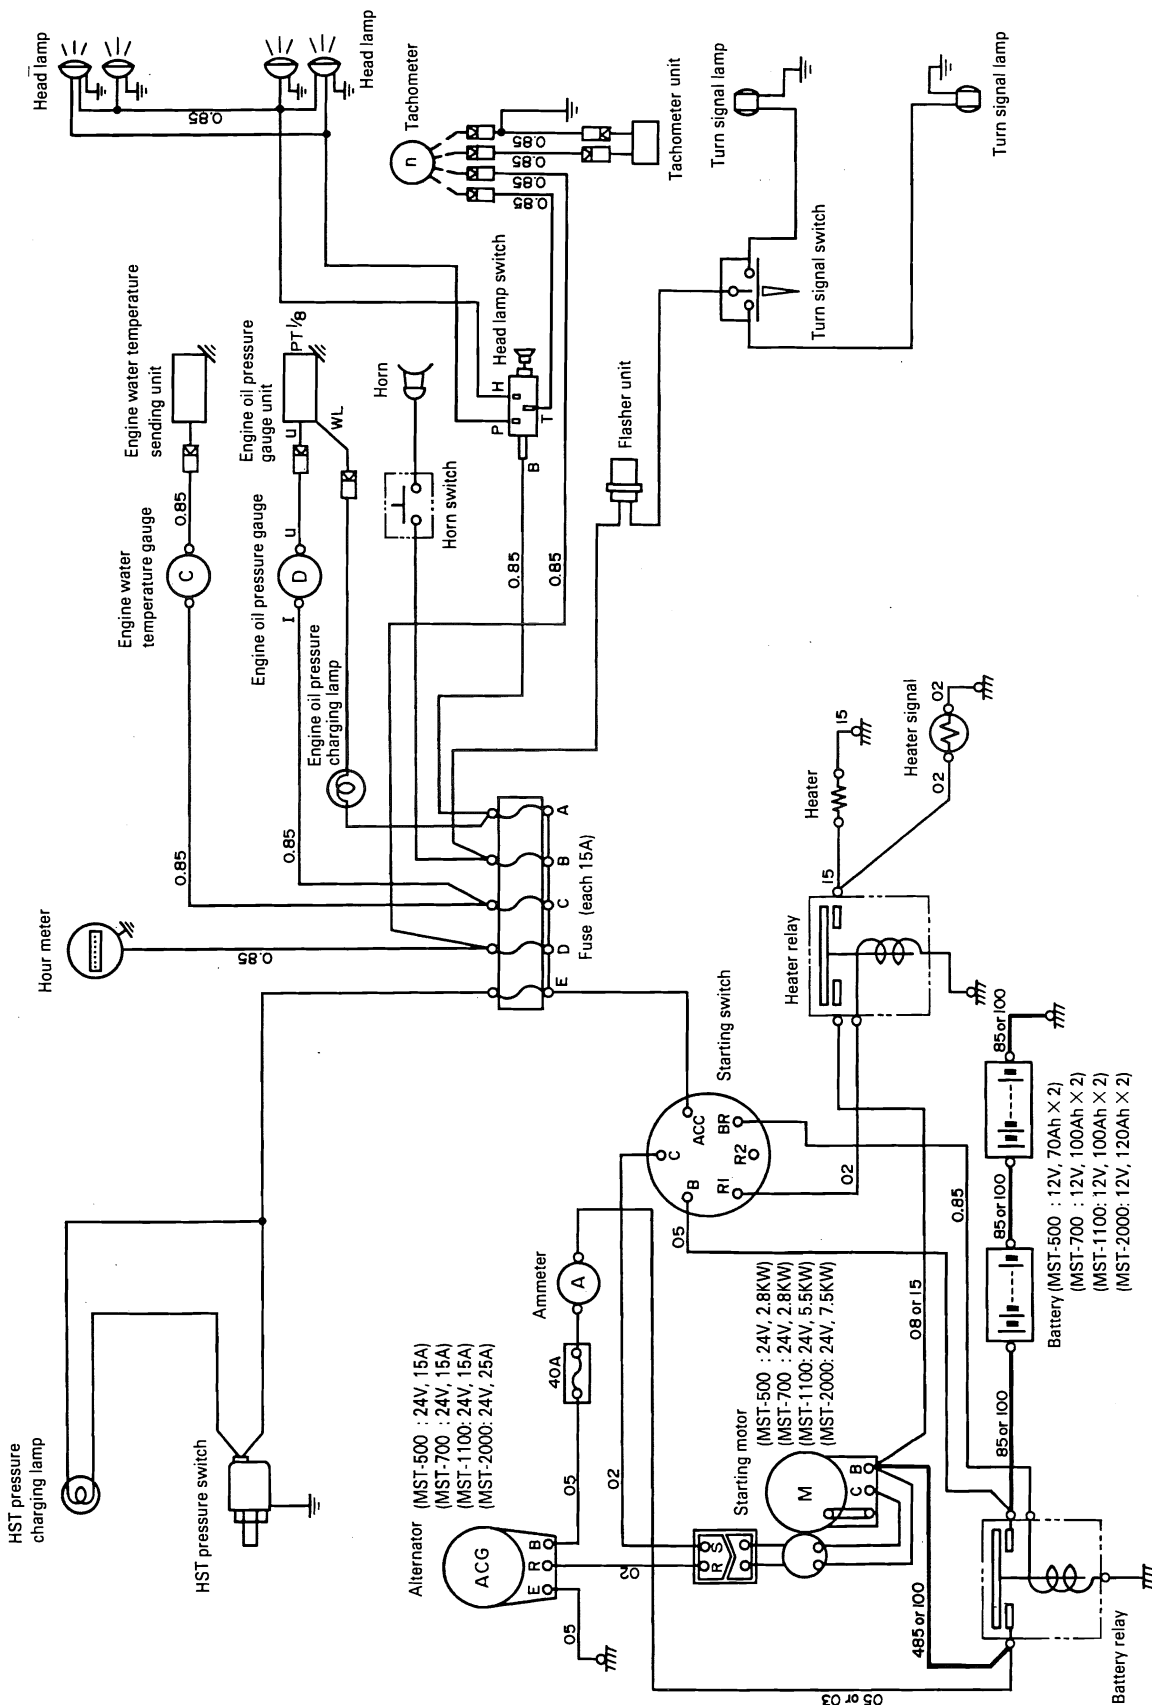 Head lamp
Head lamp
0.85
Tachometer
n
0.85
0.85
0.85
0.85
Tachometer unit
Turn signal lamp
Turn signal lamp
Turn signal switch
Engine water temperature
sending unit
0.85
Engine water
temperature gauge
C
0.85
Engine oil pressure
gauge unit
PT 1/8
u
WL
u
Engine oil pressure gauge
D
I
0.85
Engine oil pressure
charging lamp
Horn
Horn switch
Head lamp switch
H
P
T
B
0.85
0.85
Flasher unit
Hour meter
0.85
A
B
C
D
E
Fuse (each 15A)
Heater signal
02
02
Heater
15
15
Heater relay
Starting switch
ACC
BR
C
R2
B
R1
02
05
0.85
08 or 15
85 or 100
85 or 100
85 or 100
Battery (MST-500 : 12V, 70Ah × 2)
(MST-700 : 12V, 100Ah × 2)
(MST-1100: 12V, 100Ah × 2)
(MST-2000: 12V, 120Ah × 2)
HST pressure
charging lamp
HST pressure switch
Ammeter
A
40A
Alternator
(MST-500 : 24V, 15A)
(MST-700 : 24V, 15A)
(MST-1100: 24V, 15A)
(MST-2000: 24V, 25A)
ACG
B
R
E
05
05
02
02
R
S
Starting motor
(MST-500 : 24V, 2.8KW)
(MST-700 : 24V, 2.8KW)
(MST-1100: 24V, 5.5KW)
(MST-2000: 24V, 7.5KW)
M
B
C
485 or 100
05 or 03
Battery relay